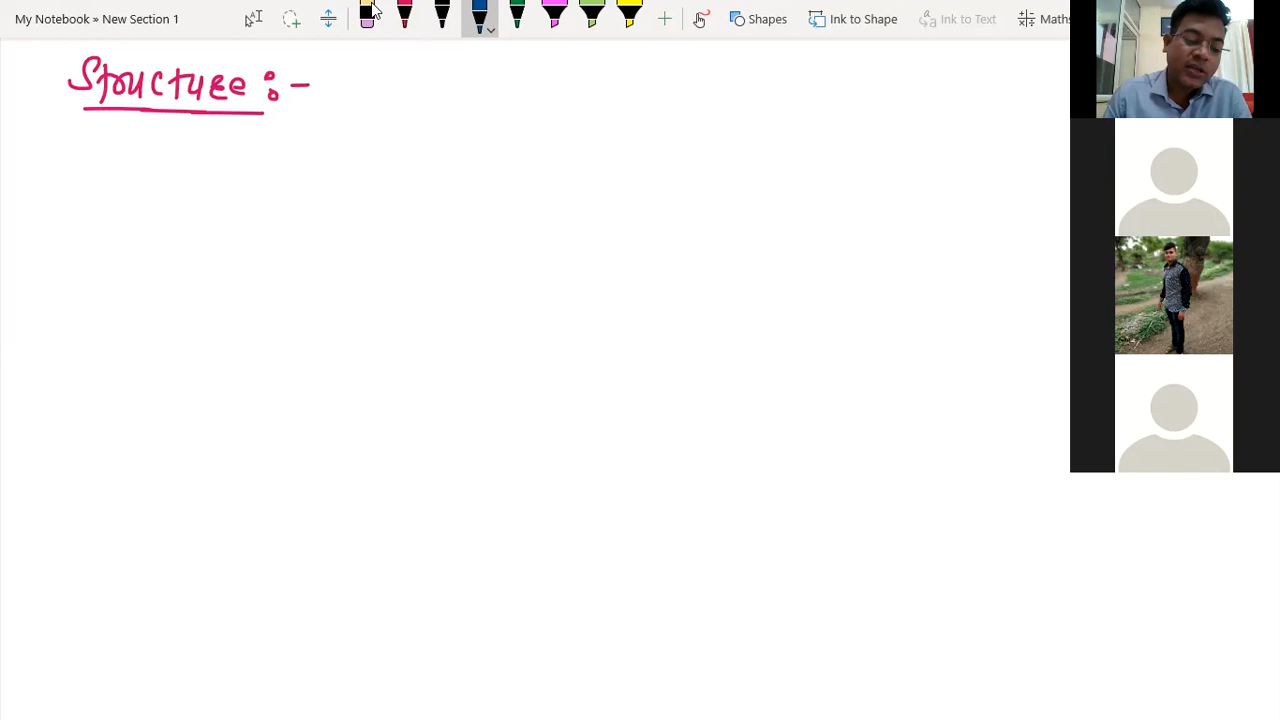 My Notebook » New Section 1
Shapes
Ink to Shape
Ink to Text
Maths
Structure :-